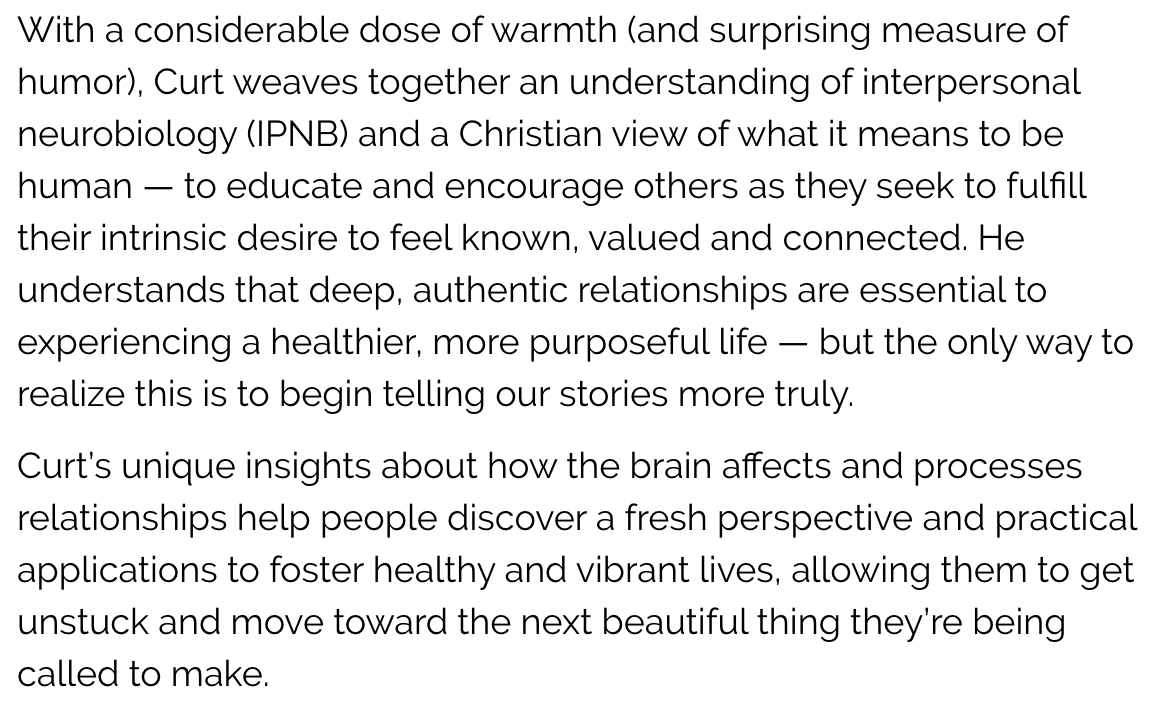 With a considerable dose of warmth (and surprising measure of
humor), Curt weaves together an understanding of interpersonal
neurobiology (IPNB) and a Christian view of what it means to be
human — to educate and encourage others as they seek to fulfill
their intrinsic desire to feel known, valued and connected. He
understands that deep, authentic relationships are essential to
experiencing a healthier, more purposeful life — but the only way to
realize this is to begin telling our stories more truly.
Curt’s unique insights about how the brain affects and processes
relationships help people discover a fresh perspective and practical
applications to foster healthy and vibrant lives, allowing them to get
unstuck and move toward the next beautiful thing they’re being
called to make.